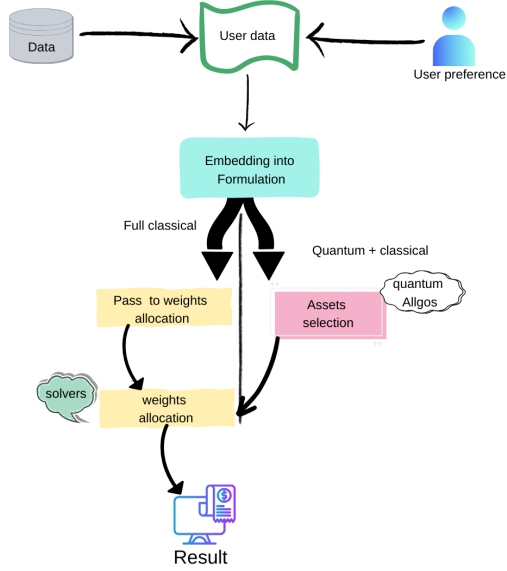 Data
User data
User preference
Embedding into
Formulation
Full classical
Quantum + classical
Pass to weights
allocation
Assets
selection
quantum
Allgos
solvers
weights
allocation
$
Result